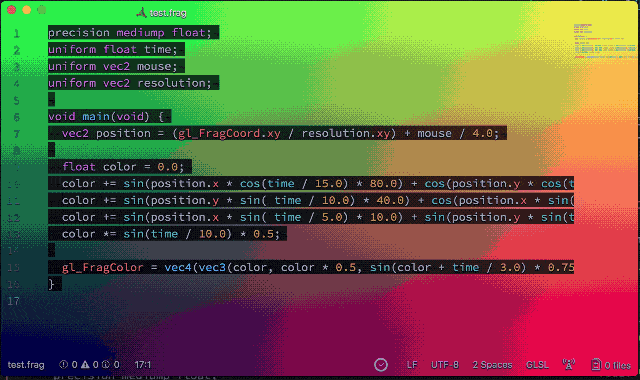 test.frag
1 precision mediump float;
2 uniform float time;
3 uniform vec2 mouse;
4 uniform vec2 resolution;
5
6 void main(void) {
7 vec2 position = (gl_FragCoord.xy / resolution.xy) + mouse / 4.0;
8
9 float color = 0.0;
10 color += sin(position.x * cos(time / 15.0) * 80.0) + cos(position.y * cos(t
11 color += sin(position.y * sin( time / 10.0) * 40.0) + cos(position.x * sin(
12 color += sin(position.x * sin( time / 5.0) * 10.0) + sin(position.y * sin(t
13 color *= sin(time / 10.0) * 0.5;
14
15 gl_FragColor = vec4(vec3(color, color * 0.5, sin(color + time / 3.0) * 0.75
16 }
17
test.frag 0 0 0 17:1 LF UTF-8 2 Spaces GLSL 0 files
precision mediump float;